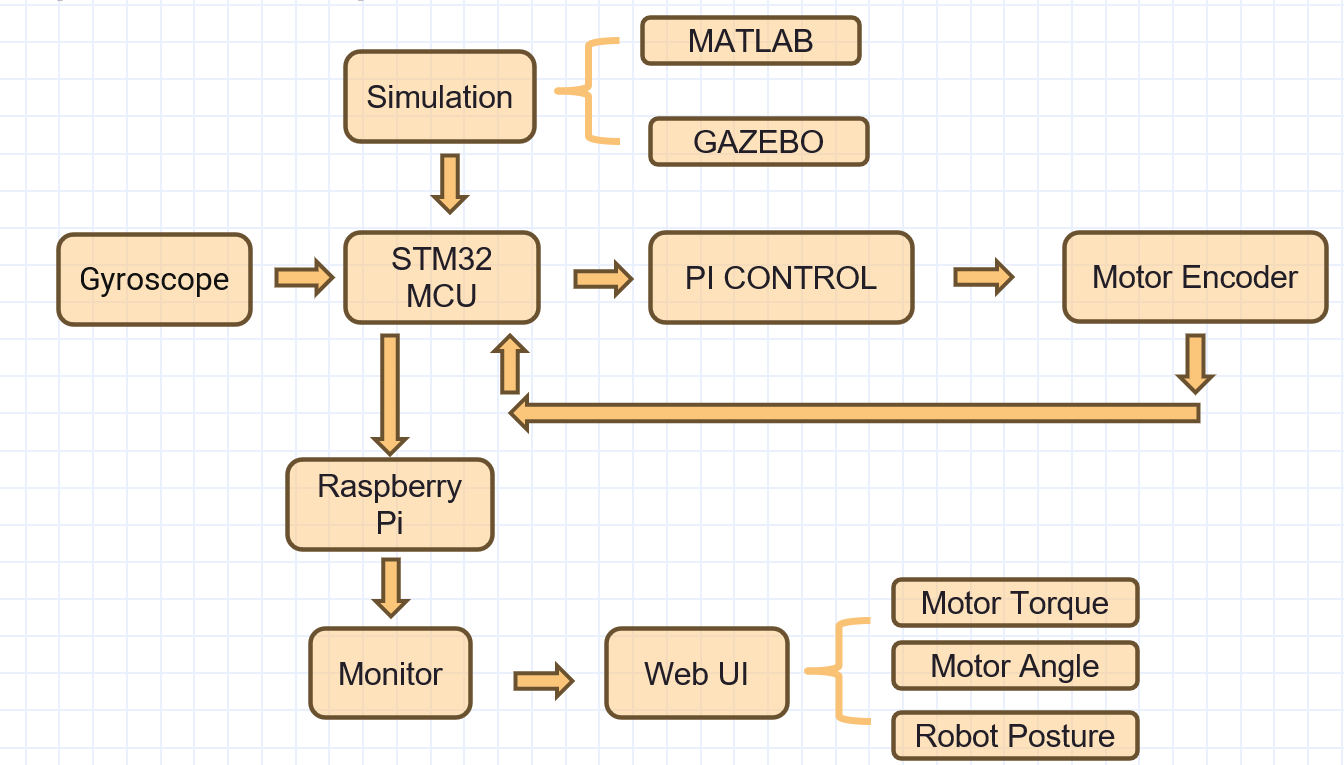 MATLAB
Simulation
GAZEBO
Gyroscope
STM32
MCU
PI CONTROL
Motor Encoder
Raspberry
Pi
Monitor
Web UI
Motor Torque
Motor Angle
Robot Posture